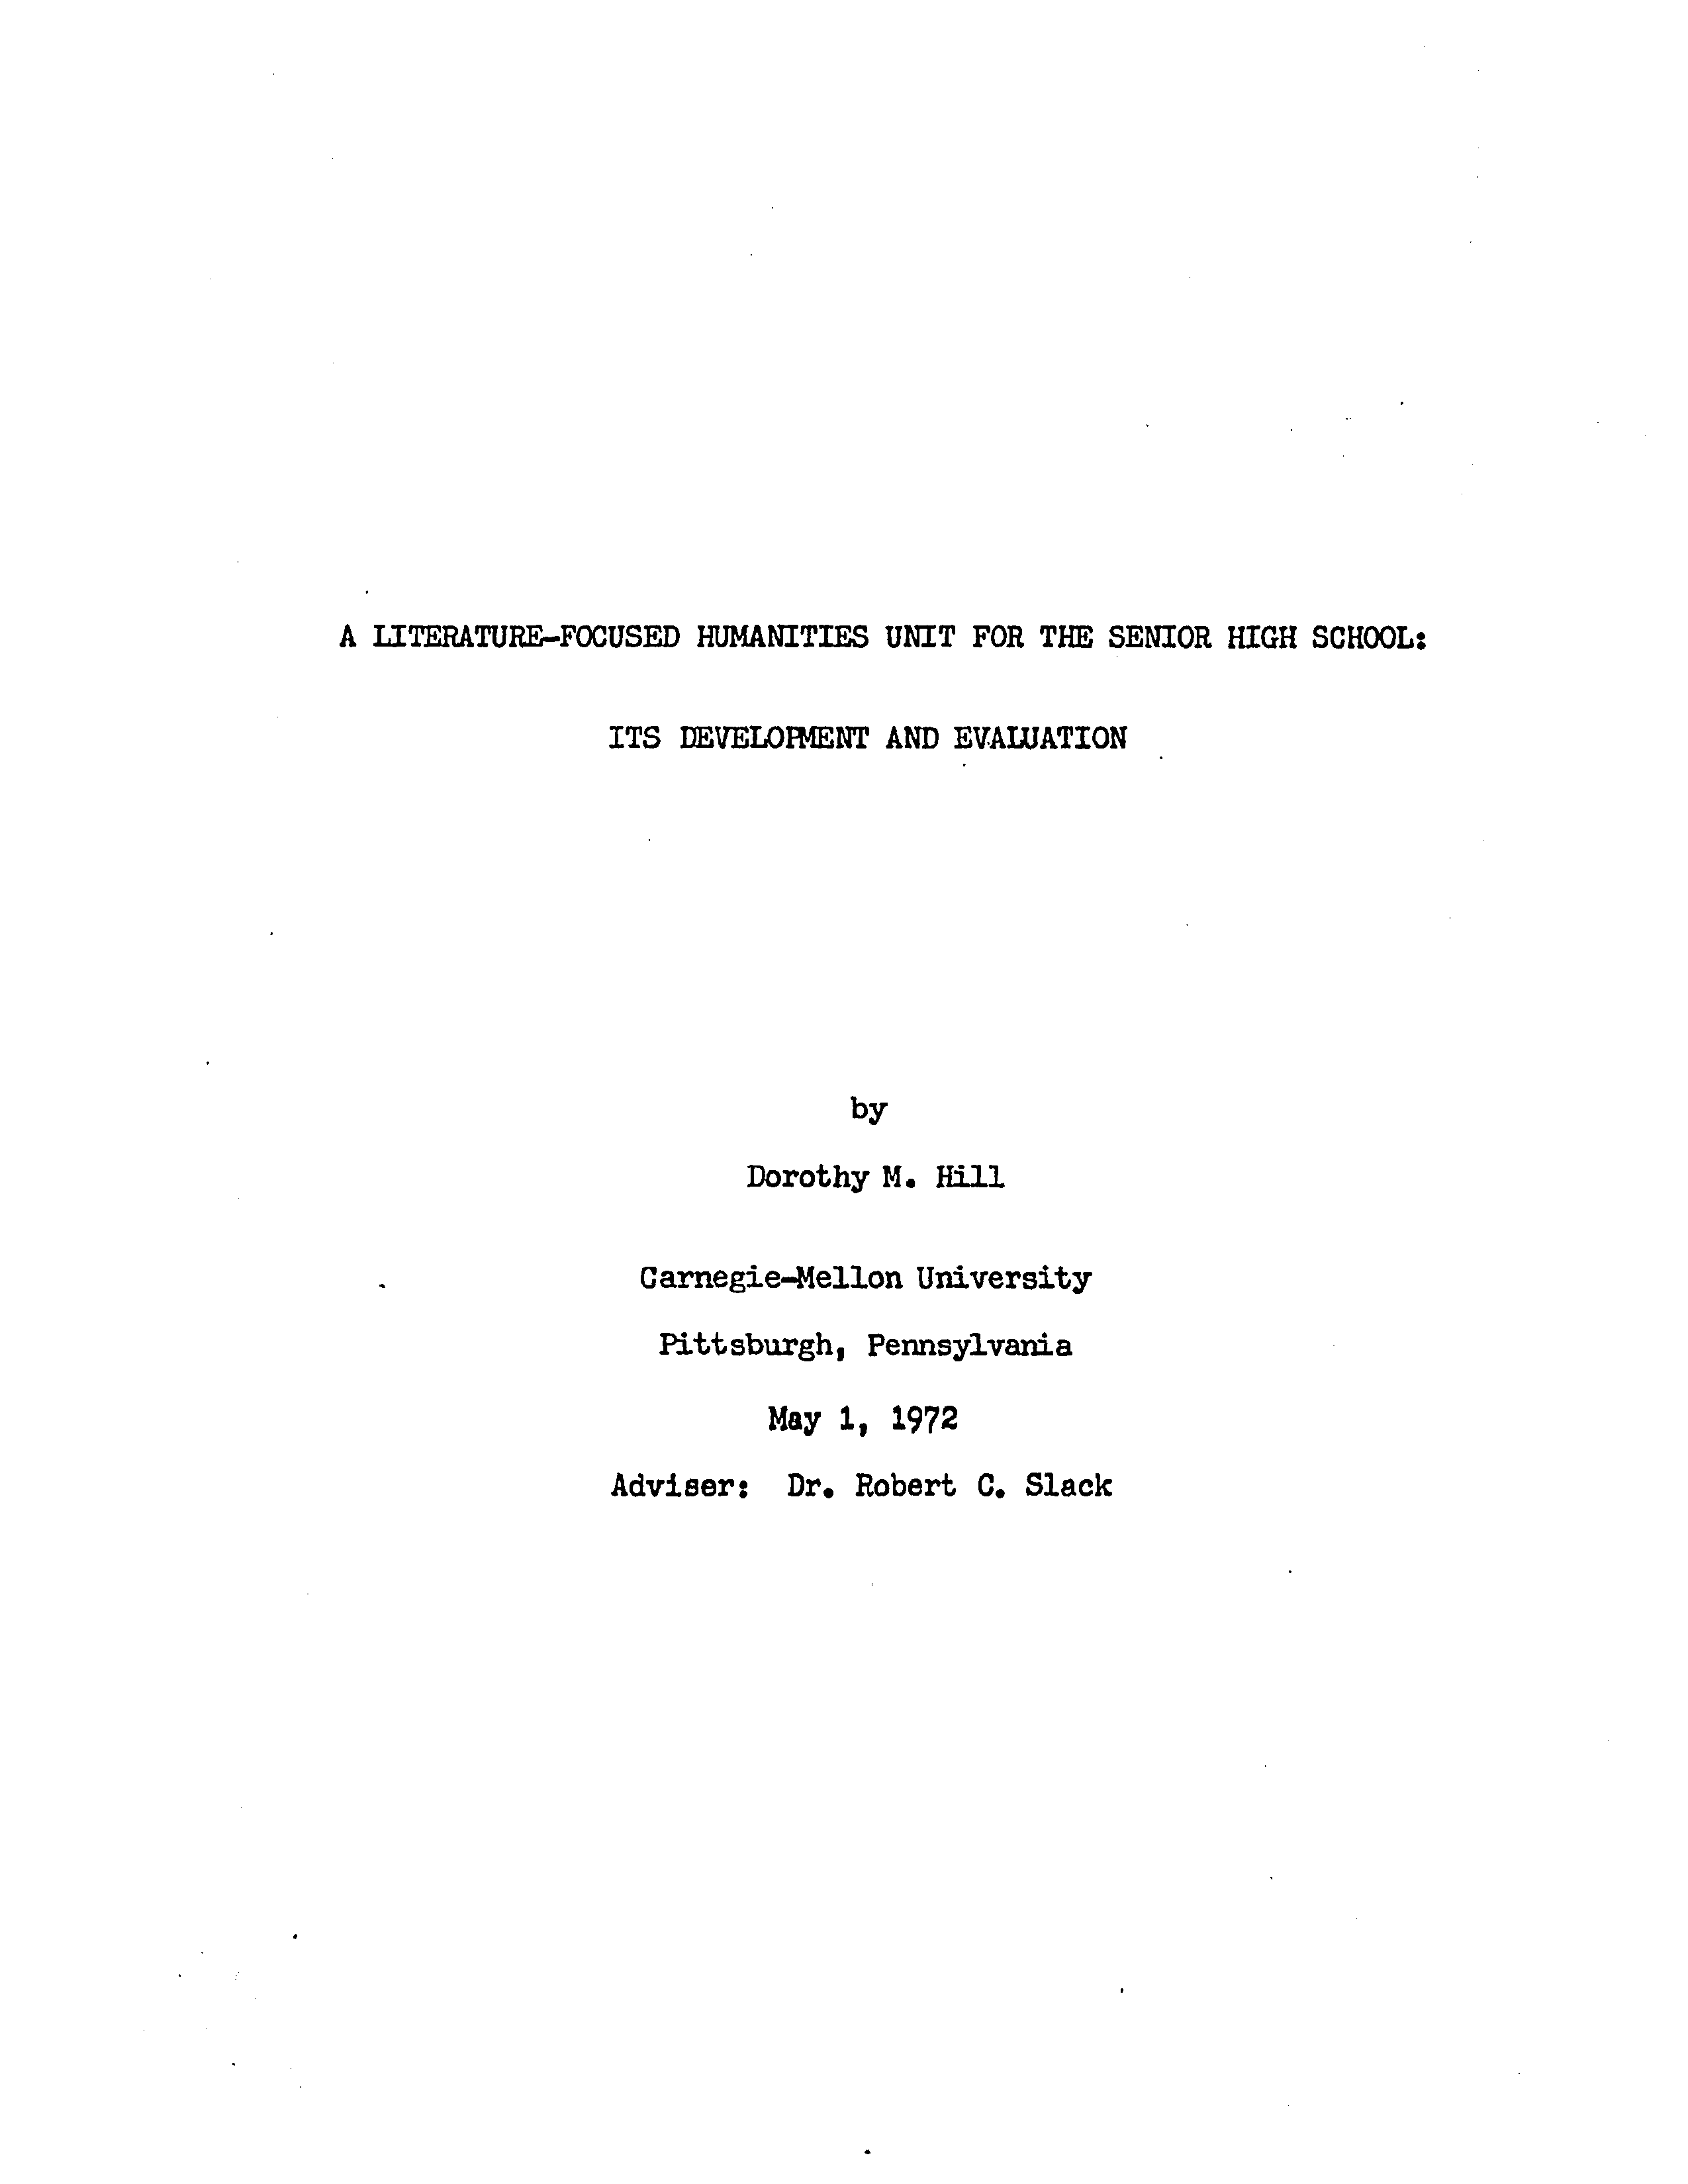 A LITERATURE-FOCUSED HUMANITIES UNIT FOR THE SENIOR HIGH SCHOOL:
ITS DEVELOPMENT AND EVALUATION
by
Dorothy M. Hill
Carnegie-Mellon University
Pittsburgh, Pennsylvania
May 1, 1972
Adviser: Dr. Robert C. Slack